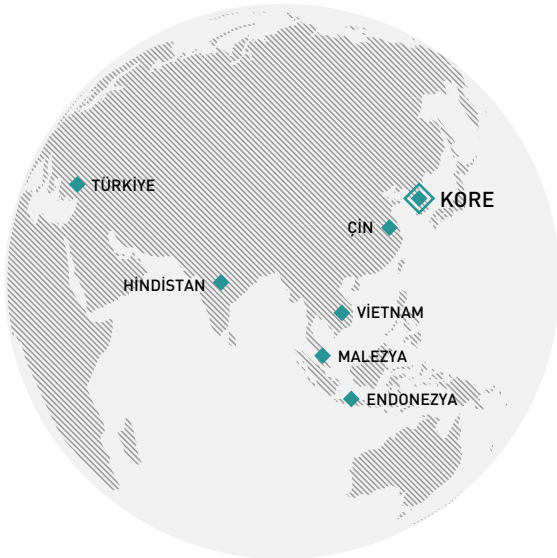 TÜRKİYE
KORE
ÇİN
HİNDİSTAN
VİETNAM
MALEZYA
ENDONEZYA